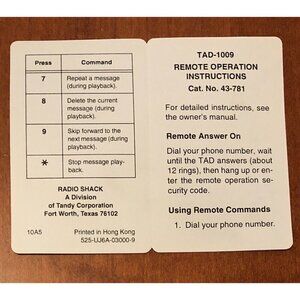 Press Command
7 Repeat a message
(during playback).
8 Delete the current
message (during
playback).
9 Skip forward to the
next message (during
playback).
* Stop message play-
back.
RADIO SHACK
A Division
of Tandy Corporation
Fort Worth, Texas 76102
10A5 Printed in Hong Kong
525-UJ6A-03000-9
TAD-1009
REMOTE OPERATION
INSTRUCTIONS
Cat. No. 43-781
For detailed instructions, see
the owner's manual.
Remote Answer On
Dial your phone number, wait
until the TAD answers (about
12 rings), then hang up or en-
ter the remote operation se-
curity code.
Using Remote Commands
1. Dial your phone number.